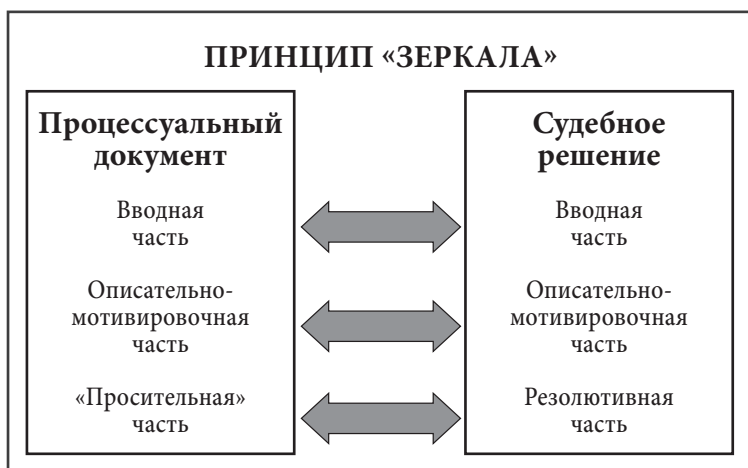 ПРИНЦИП «ЗЕРКАЛА»
Процессуальный
документ
Вводная
часть
Описательно-
мотивировочная
часть
«Просительная»
часть
Судебное
решение
Вводная
часть
Описательно-
мотивировочная
часть
Резолютивная
часть